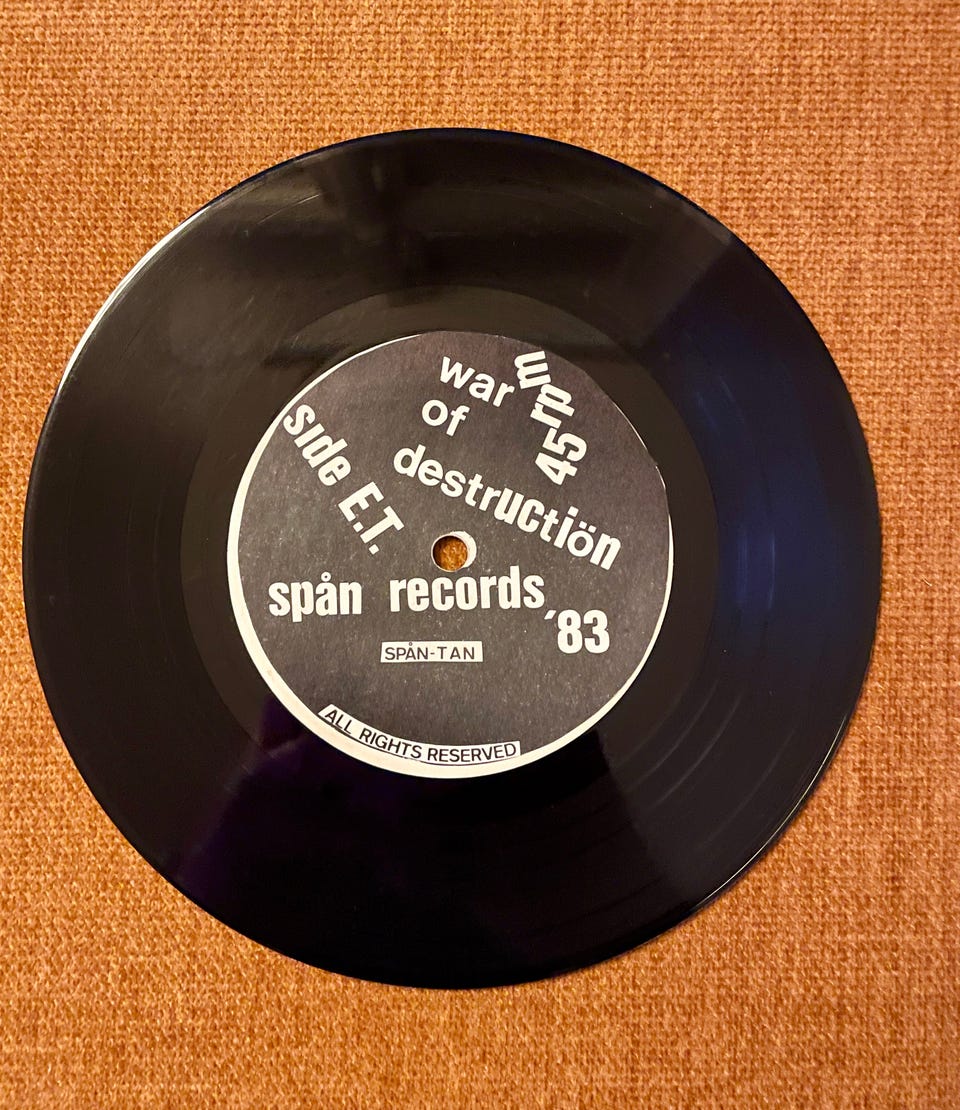 war
of
destructiön
45 rpm
Side E.T.
spån records '83
SPÅN-TAN
ALL RIGHTS RESERVED